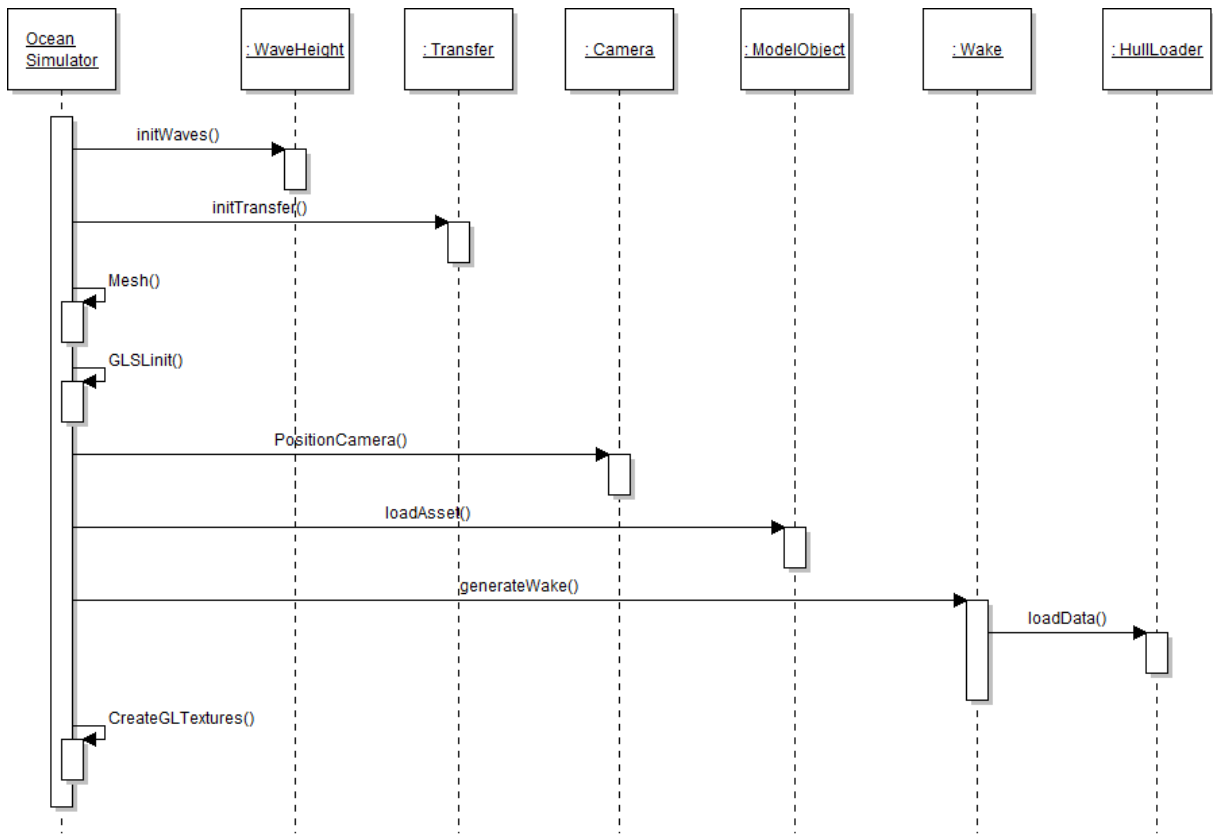 Ocean
Simulator
: WaveHeight
: Transfer
: Camera
: ModelObject
: Wake
: HullLoader
initWaves()
initTransfer()
Mesh()
GLSLinit()
PositionCamera()
loadAsset()
generateWake()
loadData()
CreateGLTextures()